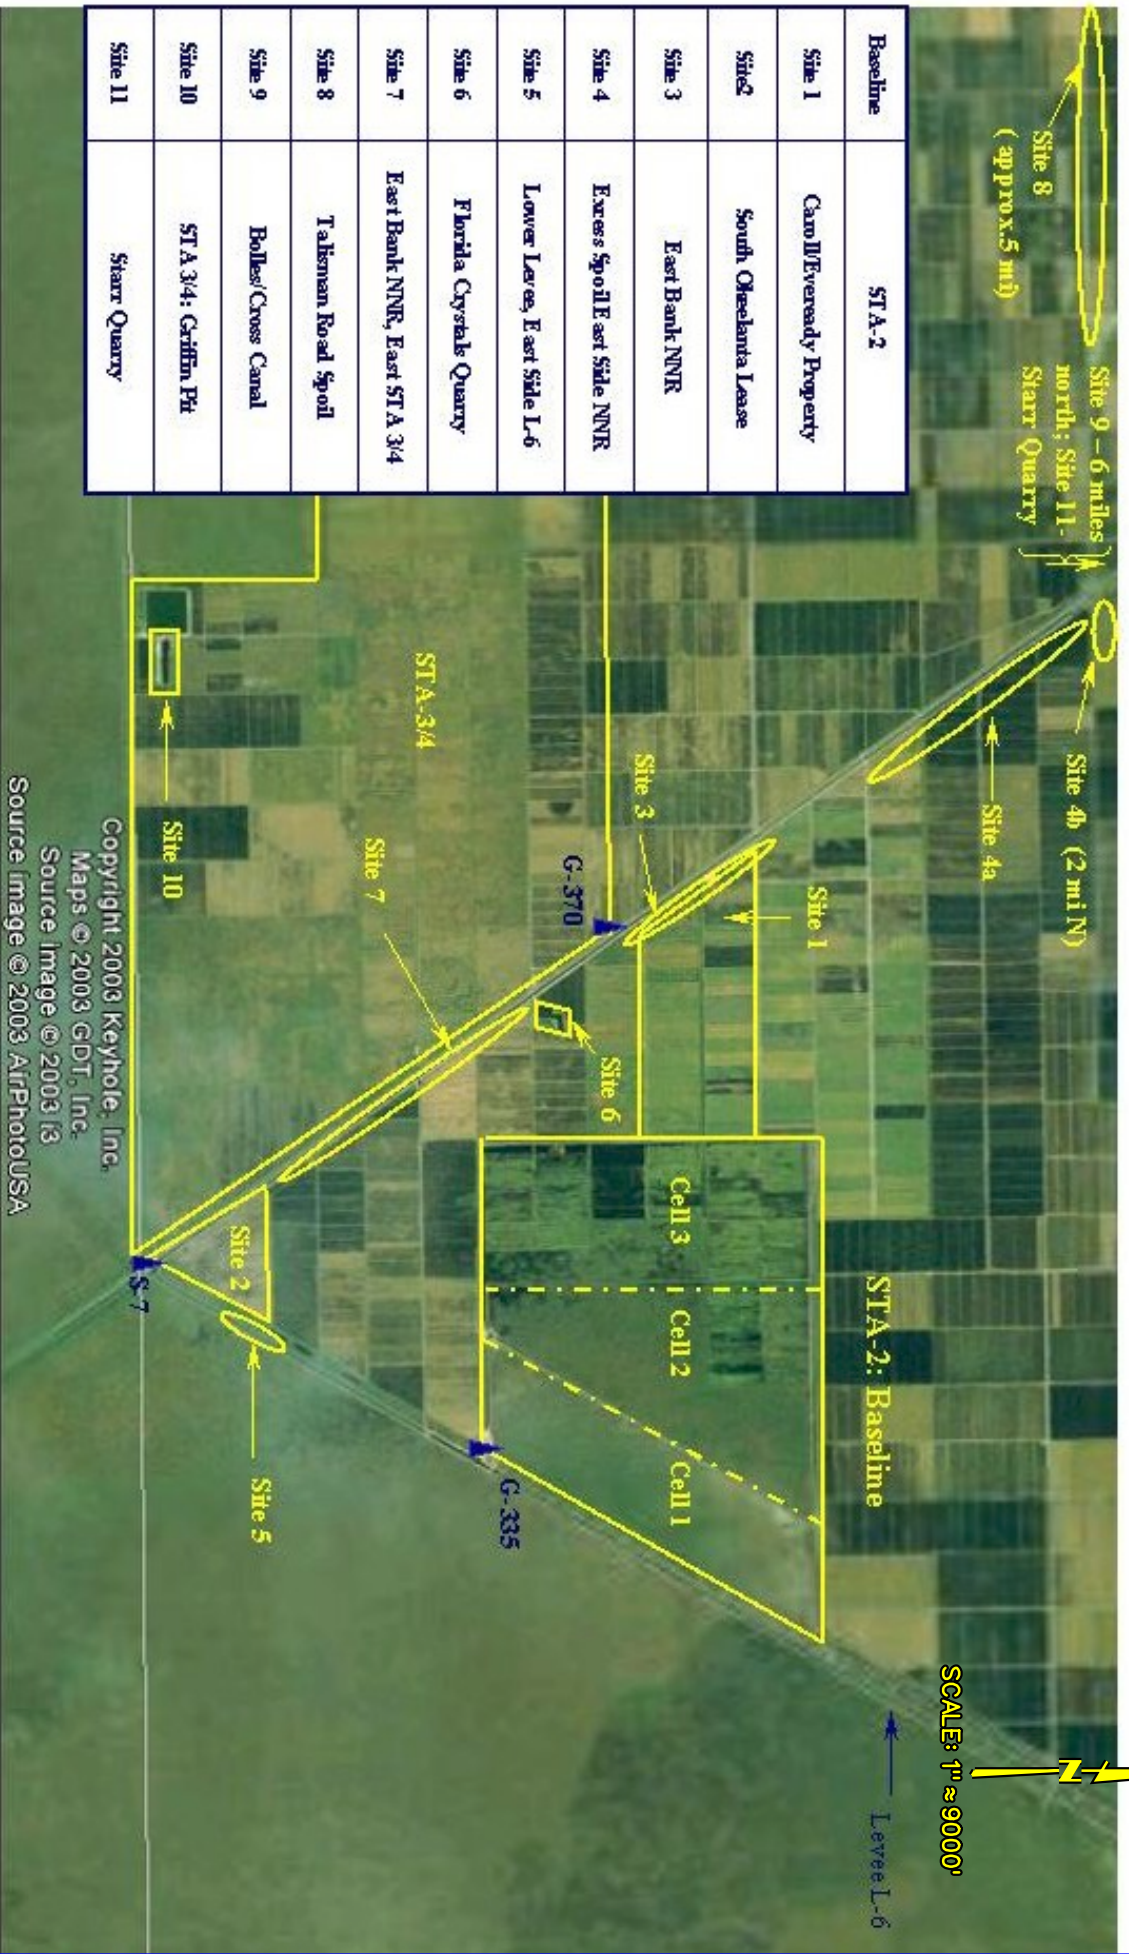 Site 8
( approx.5 mi)
Site 9 – 6 miles
north; Site 11-
Starr Quarry
Site 4b (2 mi N)
Site 4a
Site 1
Site 3
G-370
Site 6
STA-3/4
Site 7
Site 10
STA-2: Baseline
Cell 3
Cell 2
Cell 1
G-335
Site 2
S-7
Site 5
SCALE: 1" ≈ 9000'
N
Levee L-6
Baseline STA-2
Site 1 Caroll/Eveready Property
Site2 South Okeelanta Lease
Site 3 East Bank NNR
Site 4 Excess Spoil East Side NNR
Site 5 Lower Levee, East Side L-6
Site 6 Florida Crystals Quarry
Site 7 East Bank NNR, East STA 3/4
Site 8 Talisman Road Spoil
Site 9 Bolles/Cross Canal
Site 10 STA 3/4: Griffin Pit
Site 11 Starr Quarry
Copyright 2003 Keyhole, Inc.
Maps © 2003 GDT, Inc.
Source image © 2003 i3
Source image © 2003 AirPhotoUSA